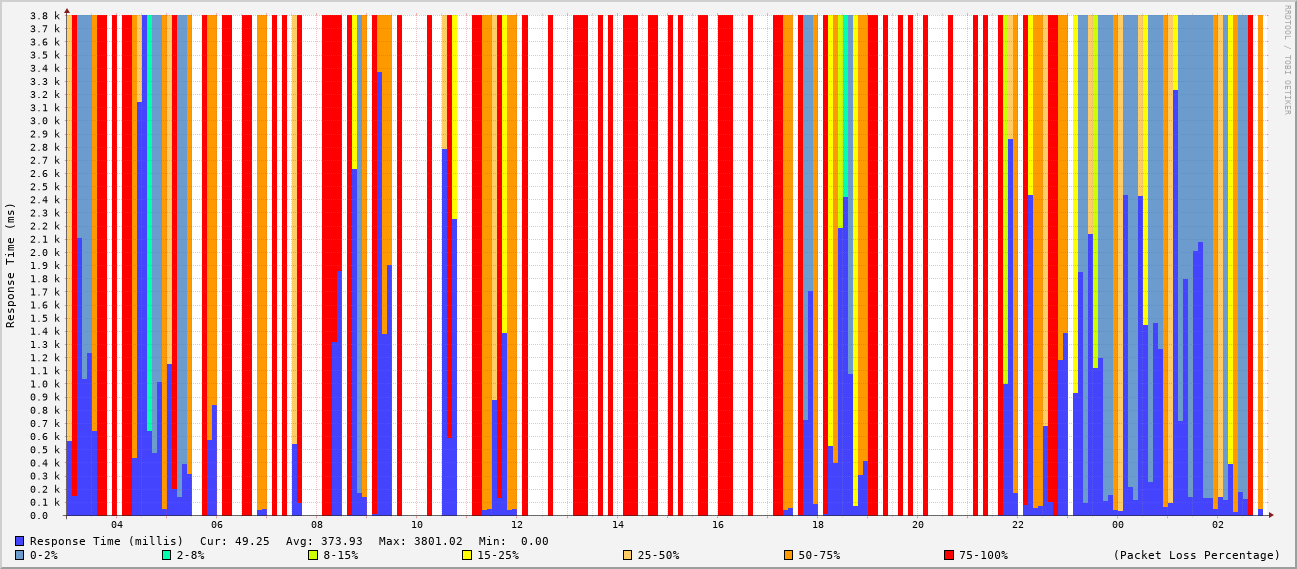 RRDTOOL / TOBI OETIKER
Response Time (ms)
3.8 k
3.7 k
3.6 k
3.5 k
3.4 k
3.3 k
3.2 k
3.1 k
3.0 k
2.9 k
2.8 k
2.7 k
2.6 k
2.5 k
2.4 k
2.3 k
2.2 k
2.1 k
2.0 k
1.9 k
1.8 k
1.7 k
1.6 k
1.5 k
1.4 k
1.3 k
1.2 k
1.1 k
1.0 k
0.9 k
0.8 k
0.7 k
0.6 k
0.5 k
0.4 k
0.3 k
0.2 k
0.1 k
0.0
04 06 08 10 12 14 16 18 20 22 00 02
Response Time (millis) Cur: 49.25 Avg: 373.93 Max: 3801.02 Min: 0.00
0-2% 2-8% 8-15% 15-25% 25-50% 50-75% 75-100% (Packet Loss Percentage)